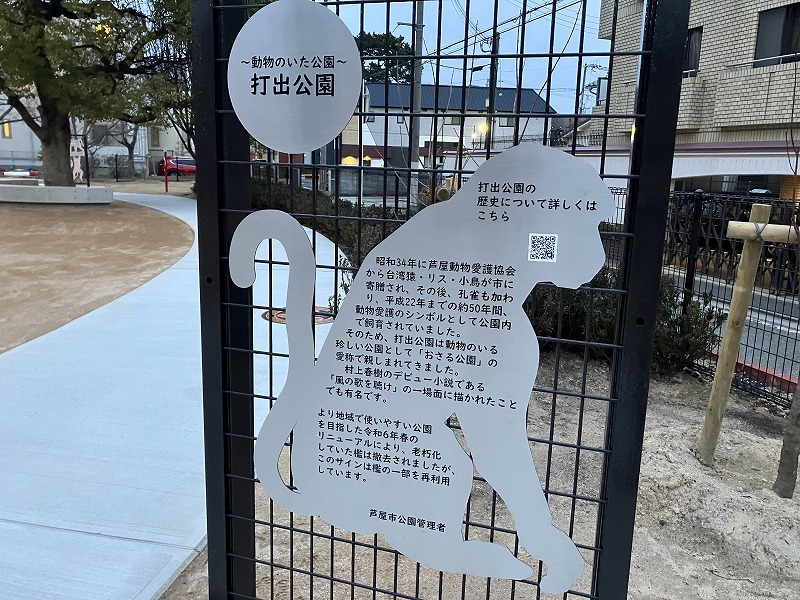 ～動物のいた公園～
打出公園
打出公園の
歴史について詳しくは
こちら
昭和34年に芦屋動物愛護協会
から台湾猿・リス・小鳥が市に
寄贈され、その後、孔雀も加わ
り、平成22年までの約50年間、
動物愛護のシンボルとして公園内
で飼育されていました。
そのため、打出公園は動物のいる
珍しい公園として「おさる公園」の
愛称で親しまれてきました。
村上春樹のデビュー小説である
「風の歌を聴け」の一場面に描かれたこと
でも有名です。
より地域で使いやすい公園
を目指した令和6年春の
リニューアルにより、老朽化
していた檻は撤去されましたが、
このサインは檻の一部を再利用
しています。
芦屋市公園管理者